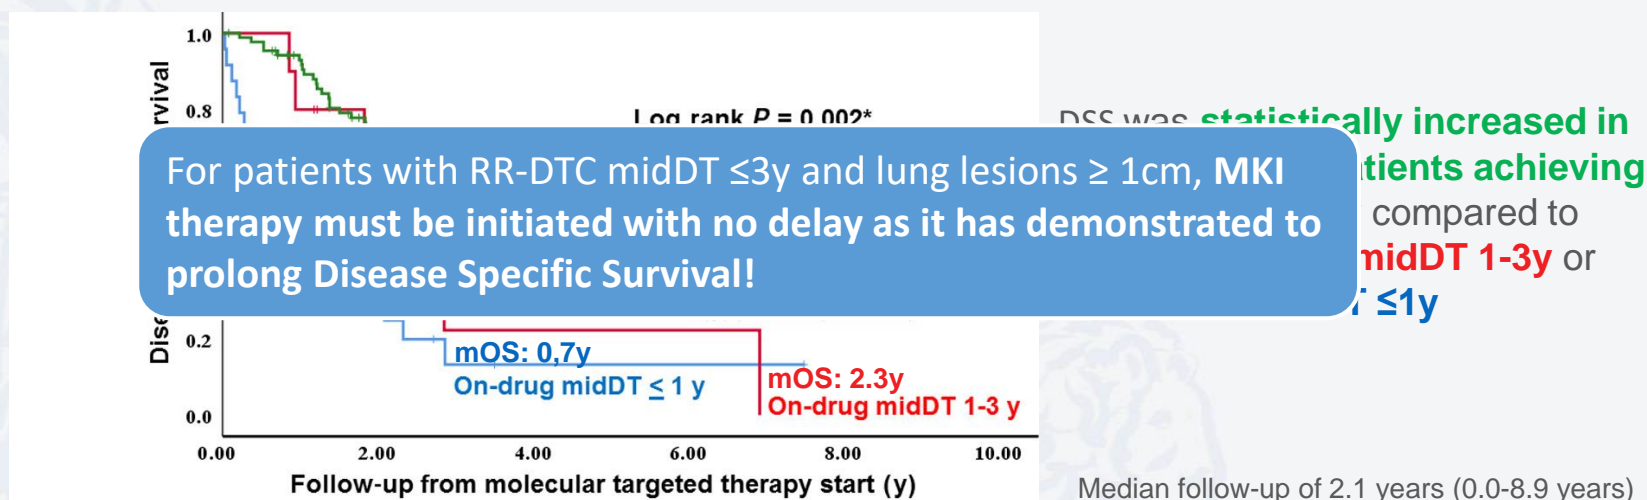 1.0
0.8
0.2
0.0
Log rank P = 0.002*
For patients with RR-DTC midDT ≤3y and lung lesions ≥ 1cm, MKI
therapy must be initiated with no delay as it has demonstrated to
prolong Disease Specific Survival!
mOS: 0,7y
On-drug midDT ≤ 1 y
mOS: 2.3y
On-drug midDT 1-3 y
0.00 2.00 4.00 6.00 8.00 10.00
Follow-up from molecular targeted therapy start (y)
DSS was statistically increased in
achieving
compared to
midDT 1-3y or
≤1y
Median follow-up of 2.1 years (0.0-8.9 years)